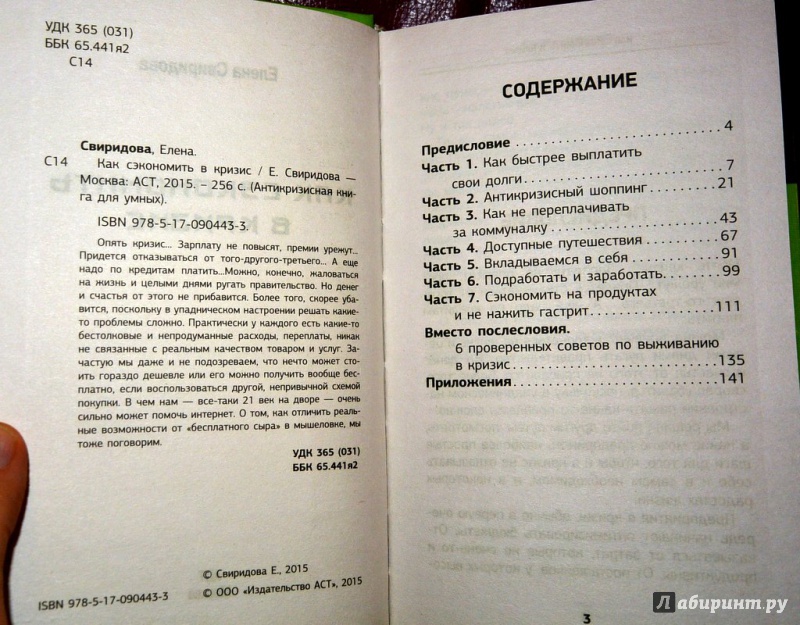 УДК 365 (031)
ББК 65.441я2
С14
Свиридова, Елена.
С14 Как сэкономить в кризис / Е. Свиридова —
Москва: АСТ, 2015. – 256 с. (Антикризисная кни-
га для умных).
ISBN 978-5-17-090443-3.
Опять кризис... Зарплату не повысят, премии урежут...
Придется отказываться от того-другого-третьего... А еще
надо по кредитам платить...Можно, конечно, жаловаться
на жизнь и целыми днями ругать правительство. Но денег
и счастья от этого не прибавится. Более того, скорее уба-
вится, поскольку в упадническом настроении решать какие-
то проблемы сложно. Практически у каждого есть какие-то
бестолковые и непродуманные расходы, переплаты, никак
не связанные с реальным качеством товаром и услуг. За-
частую мы даже и не подозреваем, что нечто может сто-
ить гораздо дешевле или его можно получить вообще бес-
платно, если воспользоваться другой, непривычной схемой
покупки. В чем нам — все-таки 21 век на дворе — очень
сильно может помочь интернет. О том, как отличить реаль-
ные возможности от «бесплатного сыра» в мышеловке, мы
тоже поговорим.
УДК 365 (031)
ББК 65.441я2
© Свиридова Е., 2015
© ООО «Издательство АСТ», 2015
ISBN 978-5-17-090443-3
СОДЕРЖАНИЕ
Предисловие 4
Часть 1. Как быстрее выплатить
свои долги 7
Часть 2. Антикризисный шоппинг 21
Часть 3. Как не переплачивать
за коммуналку 43
Часть 4. Доступные путешествия 67
Часть 5. Вкладываемся в себя 91
Часть 6. Подработать и заработать 99
Часть 7. Сэкономить на продуктах
и не нажить гастрит 111
Вместо послесловия.
6 проверенных советов по выживанию
в кризис 135
Приложения 141
3
Лабиринт.ру